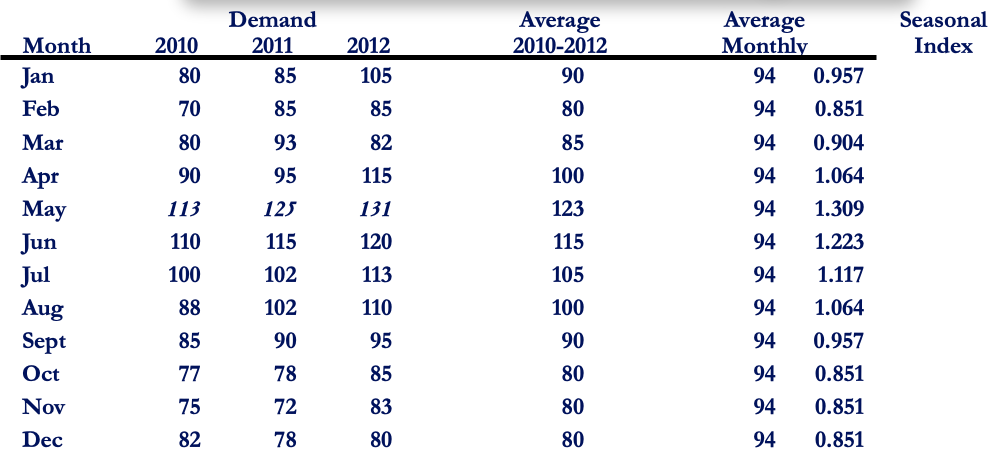 Demand Average Average Seasonal
Month 2010 2011 2012 2010-2012 Monthly Index
Jan 80 85 105 90 94 0.957
Feb 70 85 85 80 94 0.851
Mar 80 93 82 85 94 0.904
Apr 90 95 115 100 94 1.064
May 113 125 131 123 94 1.309
Jun 110 115 120 115 94 1.223
Jul 100 102 113 105 94 1.117
Aug 88 102 110 100 94 1.064
Sept 85 90 95 90 94 0.957
Oct 77 78 85 80 94 0.851
Nov 75 72 83 80 94 0.851
Dec 82 78 80 80 94 0.851